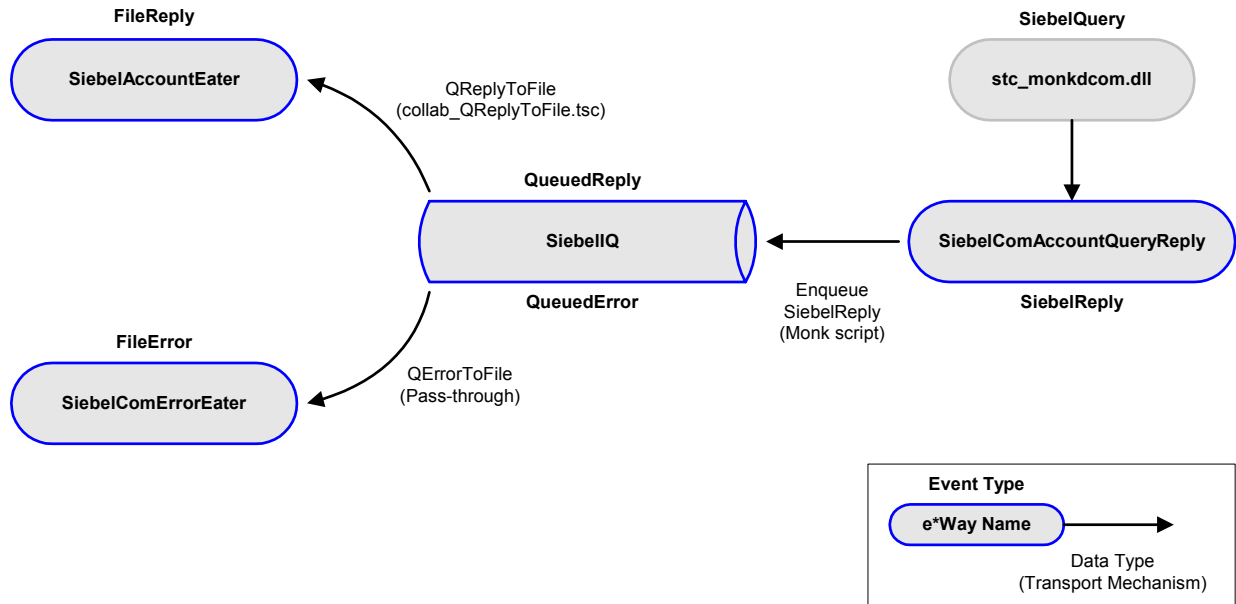 FileReply
SiebelAccountEater
QReplyToFile
(collab_QReplyToFile.tsc)
SiebelQuery
stc_monkdcom.dll
QueuedReply
SiebelIQ
QueuedError
SiebelComAccountQueryReply
SiebelReply
Enqueue
SiebelReply
(Monk script)
FileError
SiebelComErrorEater
QErrorToFile
(Pass-through)
Event Type
e*Way Name
Data Type
(Transport Mechanism)